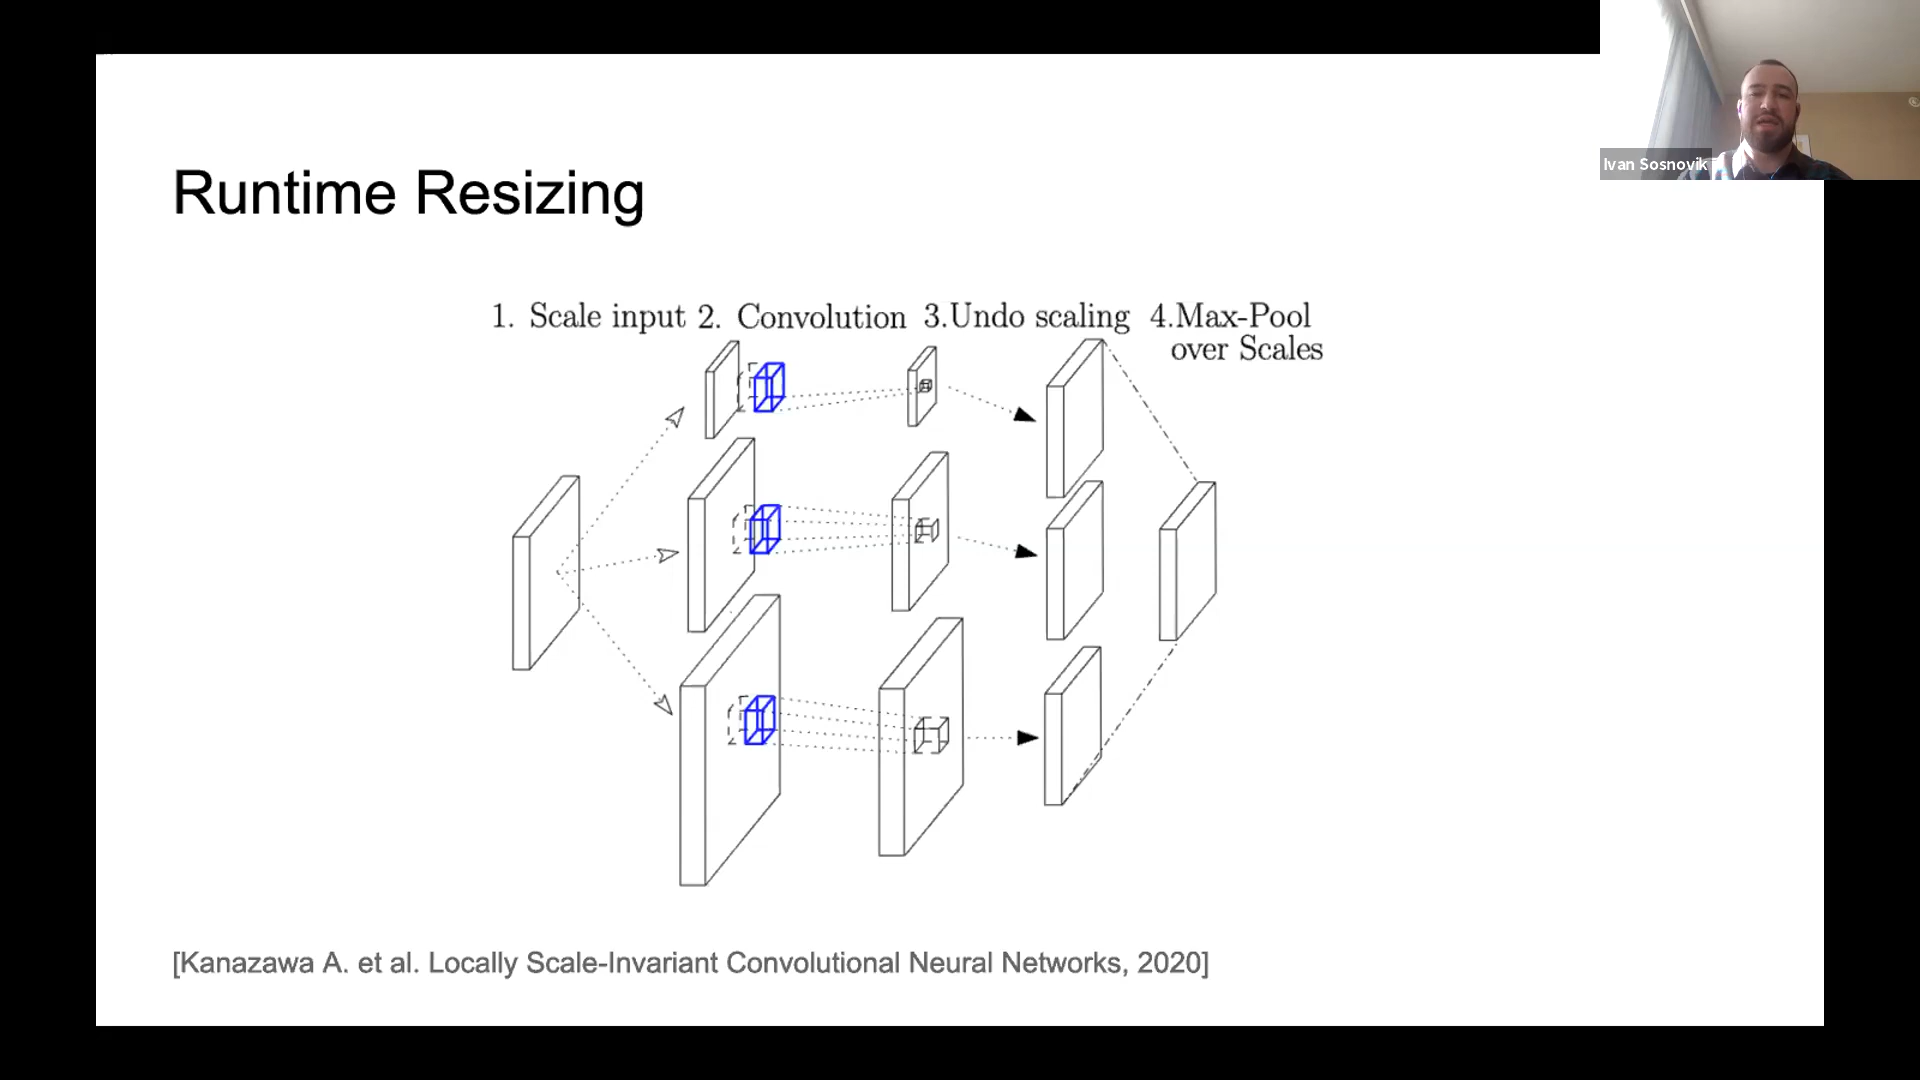 Ivan Sosnovik
Runtime Resizing
1. Scale input 2. Convolution 3.Undo scaling 4.Max-Pool
over Scales
[Kanazawa A. et al. Locally Scale-Invariant Convolutional Neural Networks, 2020]